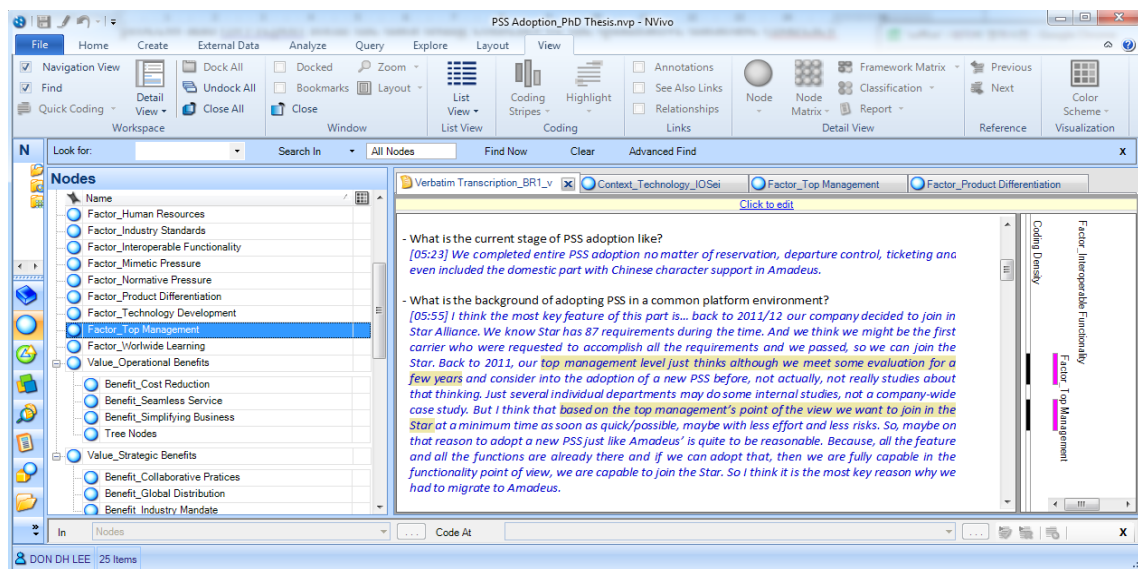 PSS Adoption_PhD Thesis.nvp - NVivo
File Home Create External Data Analyze Query Explore Layout View
Navigation View
Find
Quick Coding
Detail View
Dock All
Undock All
Close All
Workspace
Docked
Bookmarks
Close
Zoom
Layout
Window
List View
List View
Coding Stripes
Highlight
Coding
Annotations
See Also Links
Relationships
Links
Node
Node Matrix
Framework Matrix
Classification
Report
Detail View
Previous
Next
Reference
Color Scheme
Visualization
N
Look for: Search In All Nodes Find Now Clear Advanced Find x
Nodes
Name
Factor_Human Resources
Factor_Industry Standards
Factor_Interoperable Functionality
Factor_Mimetic Pressure
Factor_Normative Pressure
Factor_Product Differentiation
Factor_Technology Development
Factor_Top Management
Factor_Worlwide Learning
Value_Operational Benefits
Benefit_Cost Reduction
Benefit_Seamless Service
Benefit_Simplifying Business
Tree Nodes
Value_Strategic Benefits
Benefit_Collaborative Pratices
Benefit_Global Distribution
Benefit_Industry Mandate
Verbatim Transcription_BR1_v Context_Technology_IOSei Factor_Top Management Factor_Product Differentiation
Click to edit
- What is the current stage of PSS adoption like?
[05:23] We completed entire PSS adoption no matter of reservation, departure control, ticketing and
even included the domestic part with Chinese character support in Amadeus.
- What is the background of adopting PSS in a common platform environment?
[05:55] I think the most key feature of this part is... back to 2011/12 our company decided to join in
Star Alliance. We know Star has 87 requirements during the time. And we think we might be the first
carrier who were requested to accomplish all the requirements and we passed, so we can join the
Star. Back to 2011, our top management level just thinks although we meet some evaluation for a
few years and consider into the adoption of a new PSS before, not actually, not really studies about
that thinking. Just several individual departments may do some internal studies, not a company-wide
case study. But I think that based on the top management's point of the view we want to join in the
Star at a minimum time as soon as quick/possible, maybe with less effort and less risks. So, maybe on
that reason to adopt a new PSS just like Amadeus' is quite to be reasonable. Because, all the feature
and all the functions are already there and if we can adopt that, then we are fully capable in the
functionality point of view, we are capable to join the Star. So I think it is the most key reason why we
had to migrate to Amadeus.
Coding Density
Factor_Top Management
Factor_Interoperable Functionality
In Nodes ... Code At ... x
DON DH LEE 25 Items